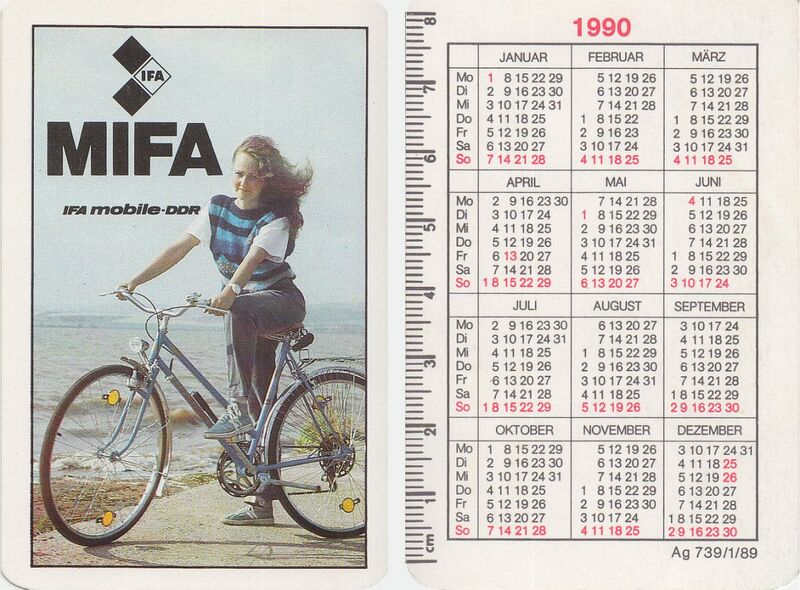 IFA
MIFA
IFA mobile-DDR
8
7
6
5
4
3
2
1
cm
1990
JANUAR FEBRUAR MÄRZ
Mo 1 8 15 22 29 5 12 19 26 5 12 19 26
Di 2 9 16 23 30 6 13 20 27 6 13 20 27
Mi 3 10 17 24 31 7 14 21 28 7 14 21 28
Do 4 11 18 25 1 8 15 22 1 8 15 22 29
Fr 5 12 19 26 2 9 16 23 2 9 16 23 30
Sa 6 13 20 27 3 10 17 24 3 10 17 24 31
So 7 14 21 28 4 11 18 25 4 11 18 25
APRIL MAI JUNI
Mo 2 9 16 23 30 7 14 21 28 4 11 18 25
Di 3 10 17 24 1 8 15 22 29 5 12 19 26
Mi 4 11 18 25 2 9 16 23 30 6 13 20 27
Do 5 12 19 26 3 10 17 24 31 7 14 21 28
Fr 6 13 20 27 4 11 18 25 1 8 15 22 29
Sa 7 14 21 28 5 12 19 26 2 9 16 23 30
So 1 8 15 22 29 6 13 20 27 3 10 17 24
JULI AUGUST SEPTEMBER
Mo 2 9 16 23 30 6 13 20 27 3 10 17 24
Di 3 10 17 24 31 7 14 21 28 4 11 18 25
Mi 4 11 18 25 1 8 15 22 29 5 12 19 26
Do 5 12 19 26 2 9 16 23 30 6 13 20 27
Fr 6 13 20 27 3 10 17 24 31 7 14 21 28
Sa 7 14 21 28 4 11 18 25 1 8 15 22 29
So 1 8 15 22 29 5 12 19 26 2 9 16 23 30
OKTOBER NOVEMBER DEZEMBER
Mo 1 8 15 22 29 5 12 19 26 3 10 17 24 31
Di 2 9 16 23 30 6 13 20 27 4 11 18 25
Mi 3 10 17 24 31 7 14 21 28 5 12 19 26
Do 4 11 18 25 1 8 15 22 29 6 13 20 27
Fr 5 12 19 26 2 9 16 23 30 7 14 21 28
Sa 6 13 20 27 3 10 17 24 1 8 15 22 29
So 7 14 21 28 4 11 18 25 2 9 16 23 30
Ag 739/1/89